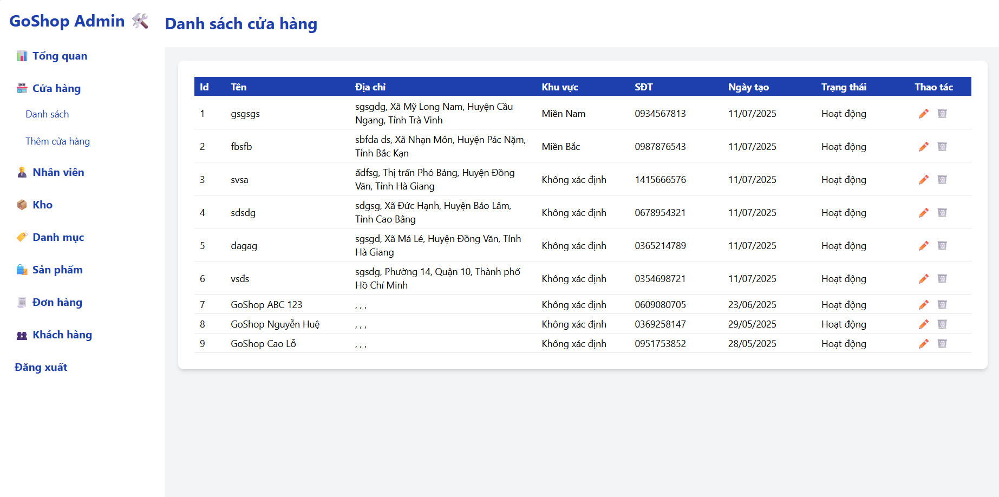 GoShop Admin
Danh sách cửa hàng
Tổng quan
Cửa hàng
Danh sách
Thêm cửa hàng
Nhân viên
Kho
Danh mục
Sản phẩm
Đơn hàng
Khách hàng
Đăng xuất
Id Tên Địa chỉ Khu vực SĐT Ngày tạo Trạng thái Thao tác
1 gsgsgs sgsgdg, Xã Mỹ Long Nam, Huyện Cầu Ngang, Tỉnh Trà Vinh Miền Nam 0934567813 11/07/2025 Hoạt động
2 fbsfb sbfda ds, Xã Nhạn Môn, Huyện Pác Nặm, Tỉnh Bắc Kạn Miền Bắc 0987876543 11/07/2025 Hoạt động
3 svsa ấdfsg, Thị trấn Phó Bảng, Huyện Đồng Văn, Tỉnh Hà Giang Không xác định 1415666576 11/07/2025 Hoạt động
4 sdsdg sdgsg, Xã Đức Hạnh, Huyện Bảo Lâm, Tỉnh Cao Bằng Không xác định 0678954321 11/07/2025 Hoạt động
5 dagag sgsgd, Xã Má Lé, Huyện Đồng Văn, Tỉnh Hà Giang Không xác định 0365214789 11/07/2025 Hoạt động
6 vsđs sgsdg, Phường 14, Quận 10, Thành phố Hồ Chí Minh Không xác định 0354698721 11/07/2025 Hoạt động
7 GoShop ABC 123 , , , Không xác định 0609080705 23/06/2025 Hoạt động
8 GoShop Nguyễn Huệ , , , Không xác định 0369258147 29/05/2025 Hoạt động
9 GoShop Cao Lỗ , , , Không xác định 0951753852 28/05/2025 Hoạt động